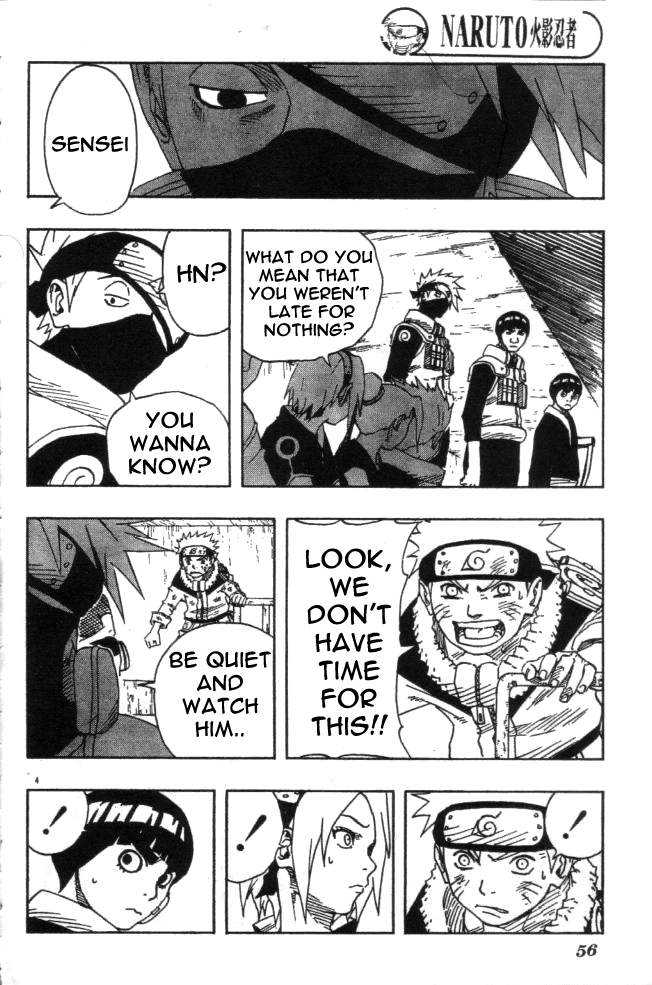 NARUTO火影忍者
SENSEI
WHAT DO YOU
MEAN THAT
YOU WEREN'T
LATE FOR
NOTHING?
HN?
YOU
WANNA
KNOW?
LOOK,
WE
DON'T
HAVE
TIME
FOR
THIS!!
BE QUIET
AND
WATCH
HIM..
4
!
!
!
56